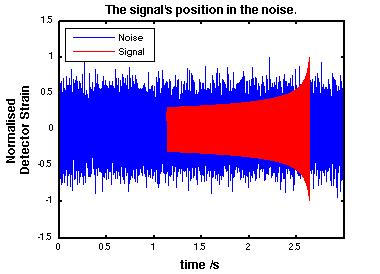 The signal's position in the noise.
1.5
Noise
Signal
1
0.5
0
-0.5
-1
-1.5
Normalised
Detector Strain
0 0.5 1 1.5 2 2.5
time /s